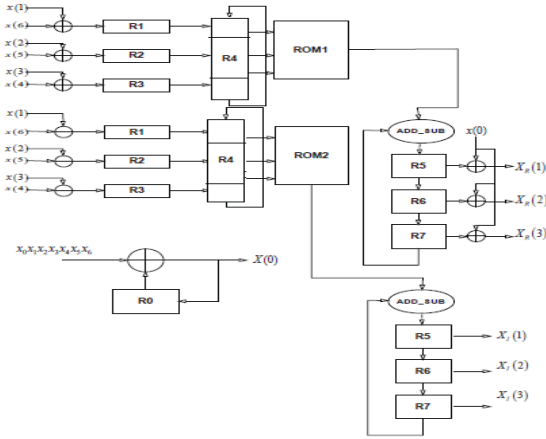 x(1)
x(6)
R1
x(2)
x(5)
R2
R4
ROM1
x(3)
x(4)
R3
x(1)
x(6)
R1
x(2)
x(5)
R2
R4
ROM2
x(3)
x(4)
R3
ADD_SUB
x(0)
R5
X_R(1)
R6
X_R(2)
R7
X_R(3)
x₀x₁x₂x₃x₄x₅x₆
X(0)
R0
ADD_SUB
R5
X_I(1)
R6
X_I(2)
R7
X_I(3)